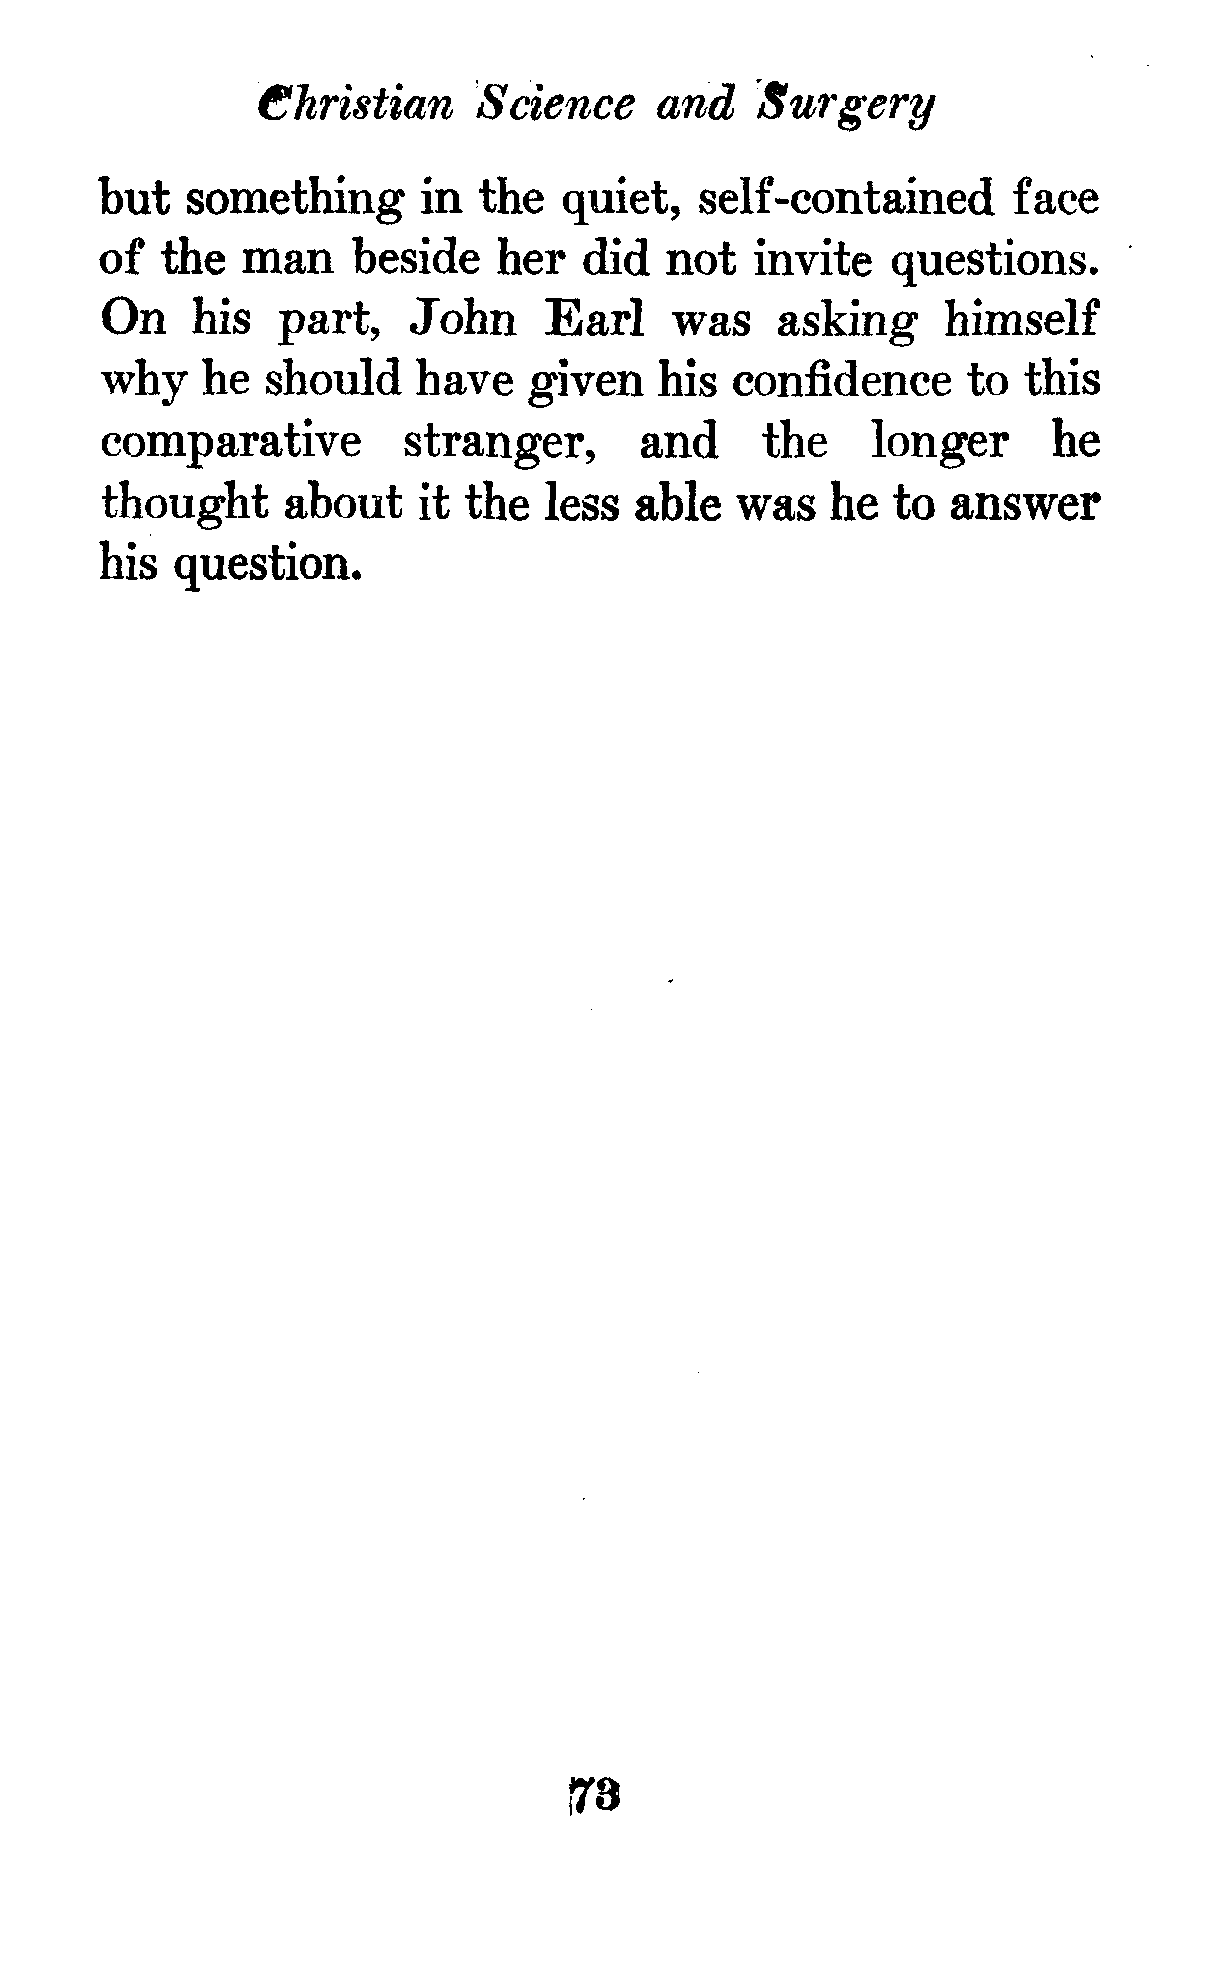 Christian Science and Surgery
but something in the quiet, self-contained face
of the man beside her did not invite questions.
On his part, John Earl was asking himself
why he should have given his confidence to this
comparative stranger, and the longer he
thought about it the less able was he to answer
his question.
73